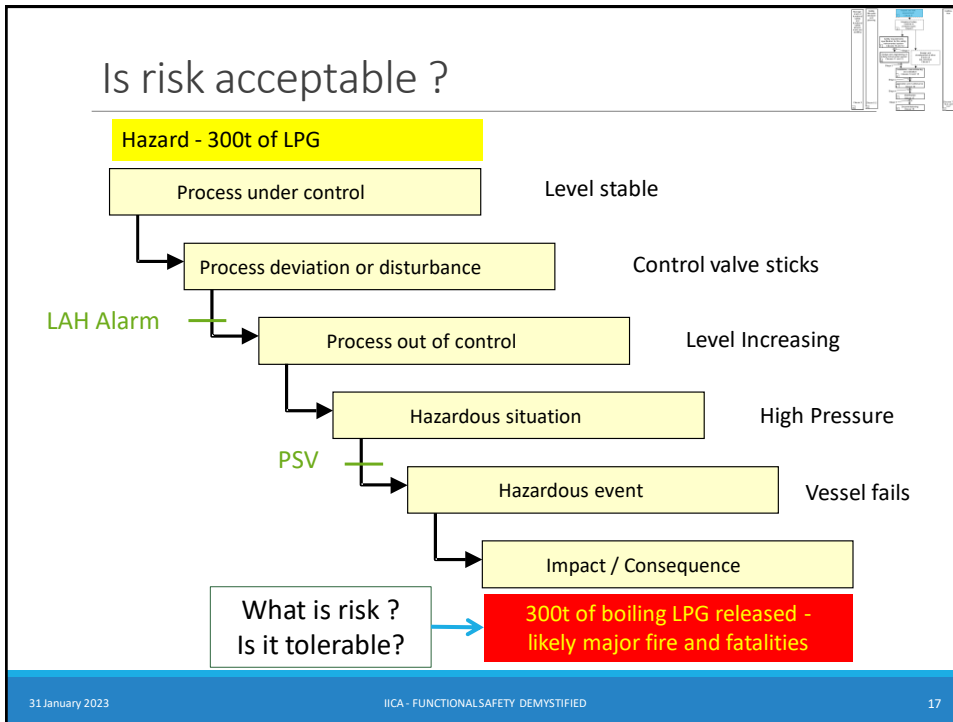 Is risk acceptable ?
Hazard - 300t of LPG
Process under control
Level stable
Process deviation or disturbance
Control valve sticks
LAH Alarm
Process out of control
Level Increasing
Hazardous situation
High Pressure
PSV
Hazardous event
Vessel fails
Impact / Consequence
What is risk ?
Is it tolerable?
300t of boiling LPG released -
likely major fire and fatalities
31 January 2023
IICA - FUNCTIONAL SAFETY DEMYSTIFIED
17